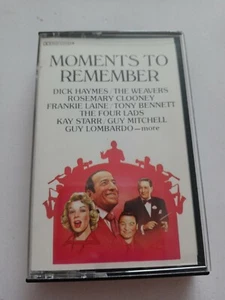 MOMENTS TO
REMEMBER
DICK HAYMES / THE WEAVERS
ROSEMARY CLOONEY
FRANKIE LAINE / TONY BENNETT
THE FOUR LADS
KAY STARR / GUY MITCHELL
GUY LOMBARDO—more